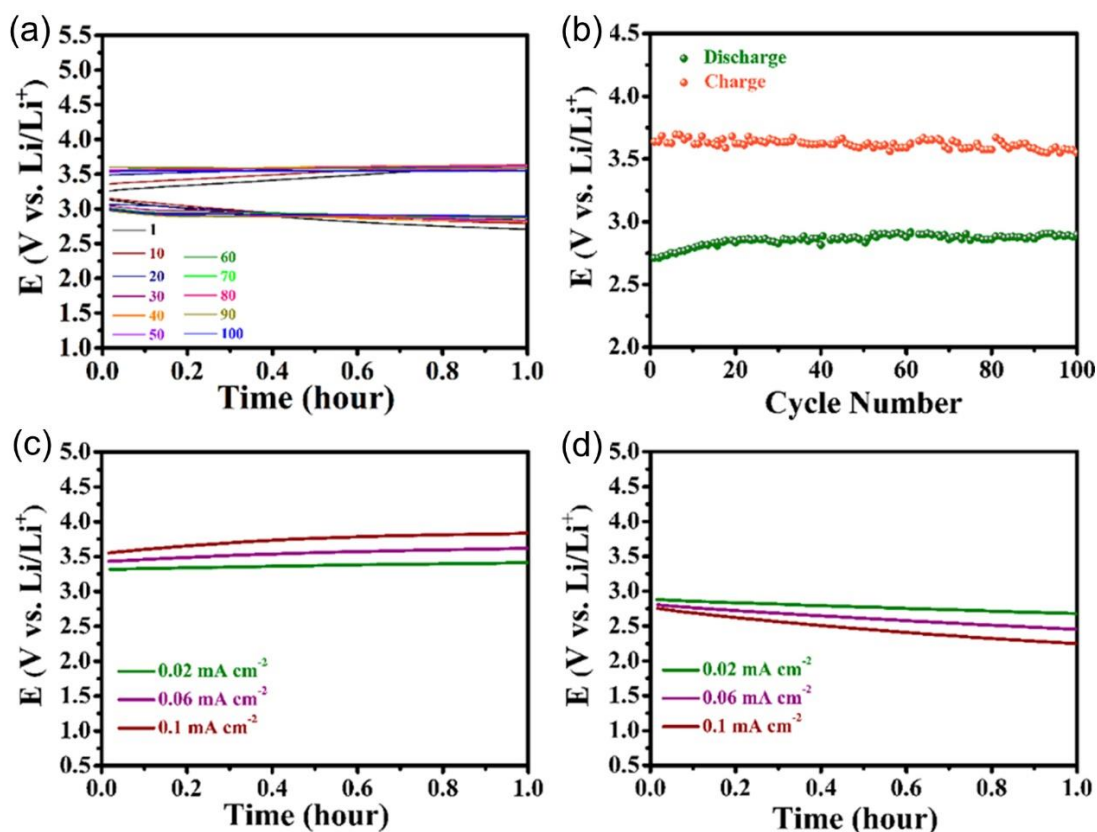 (a)
5.5
5.0
4.5
4.0
3.5
3.0
2.5
2.0
1.5
1.0
E (V vs. Li/Li⁺)
1
10
20
30
40
50
60
70
80
90
100
0.0 0.2 0.4 0.6 0.8 1.0
Time (hour)
(b)
4.5
4.0
3.5
3.0
2.5
2.0
E (V vs. Li/Li⁺)
Discharge
Charge
0 20 40 60 80 100
Cycle Number
(c)
5.0
4.5
4.0
3.5
3.0
2.5
2.0
1.5
1.0
0.5
E (V vs. Li/Li⁺)
0.02 mA cm⁻²
0.06 mA cm⁻²
0.1 mA cm⁻²
0.0 0.2 0.4 0.6 0.8 1.0
Time (hour)
(d)
5.0
4.5
4.0
3.5
3.0
2.5
2.0
1.5
1.0
0.5
E (V vs. Li/Li⁺)
0.02 mA cm⁻²
0.06 mA cm⁻²
0.1 mA cm⁻²
0.0 0.2 0.4 0.6 0.8 1.0
Time (hour)